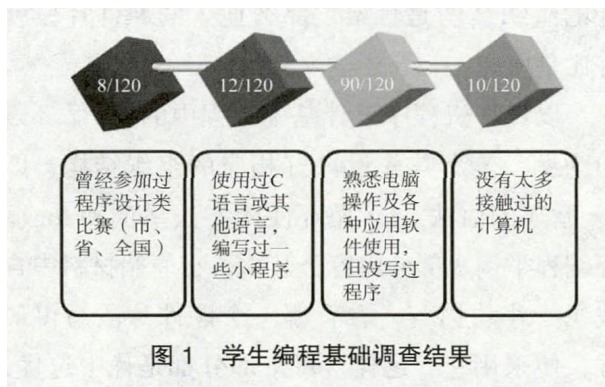 8/120 12/120 90/120 10/120
曾经参加过
程序设计类
比赛（市、
省、全国）
使用过C
语言或其
他语言，
编写过一
些小程序
熟悉电脑
操作及各
种应用软
件使用，
但没写过
程序
没有太多
接触过的
计算机
图 1 学生编程基础调查结果